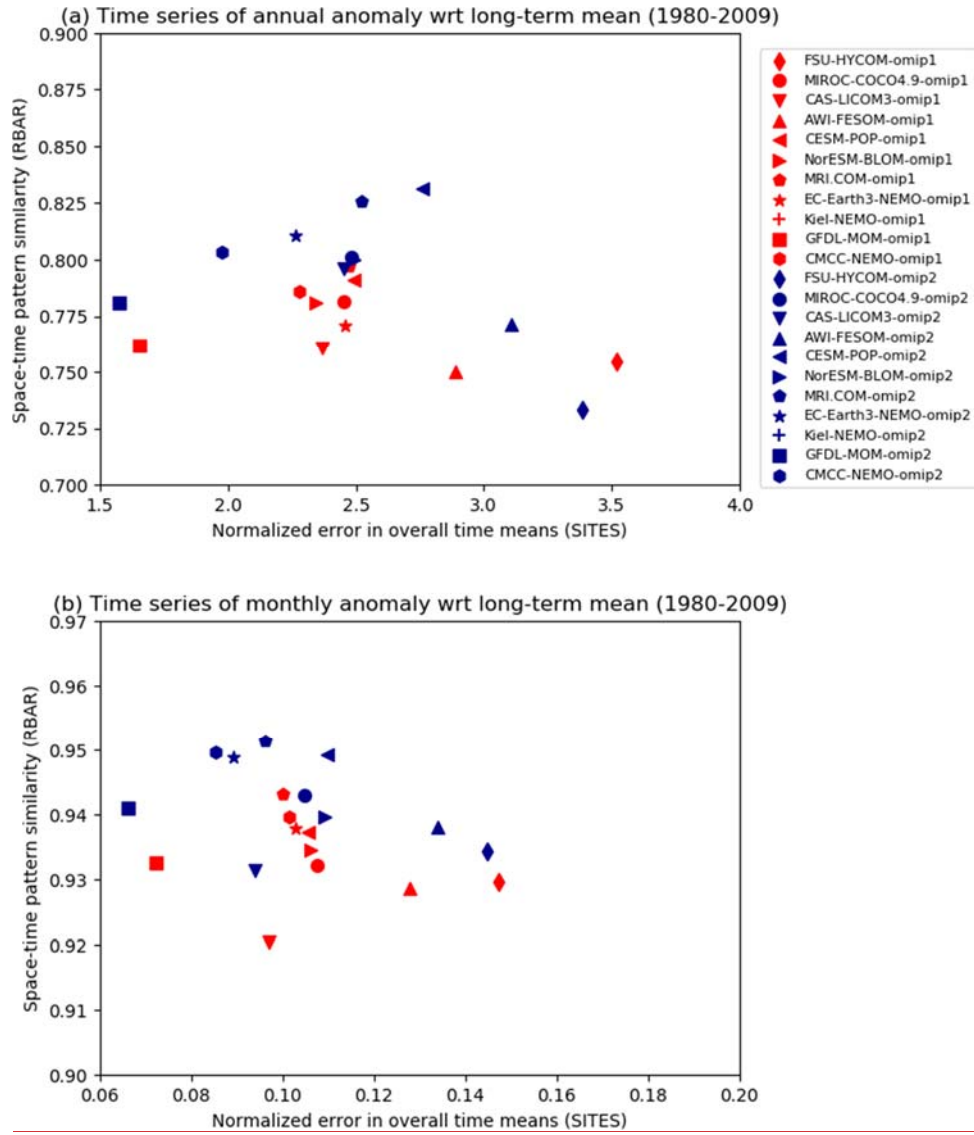 (a) Time series of annual anomaly wrt long-term mean (1980-2009)
Space-time pattern similarity (RBAR)
0.900
0.875
0.850
0.825
0.800
0.775
0.750
0.725
0.700
1.5 2.0 2.5 3.0 3.5 4.0
Normalized error in overall time means (SITES)
FSU-HYCOM-omip1
MIROC-COCO4.9-omip1
CAS-LICOM3-omip1
AWI-FESOM-omip1
CESM-POP-omip1
NorESM-BLOM-omip1
MRI.COM-omip1
EC-Earth3-NEMO-omip1
Kiel-NEMO-omip1
GFDL-MOM-omip1
CMCC-NEMO-omip1
FSU-HYCOM-omip2
MIROC-COCO4.9-omip2
CAS-LICOM3-omip2
AWI-FESOM-omip2
CESM-POP-omip2
NorESM-BLOM-omip2
MRI.COM-omip2
EC-Earth3-NEMO-omip2
Kiel-NEMO-omip2
GFDL-MOM-omip2
CMCC-NEMO-omip2
(b) Time series of monthly anomaly wrt long-term mean (1980-2009)
Space-time pattern similarity (RBAR)
0.97
0.96
0.95
0.94
0.93
0.92
0.91
0.90
0.06 0.08 0.10 0.12 0.14 0.16 0.18 0.20
Normalized error in overall time means (SITES)